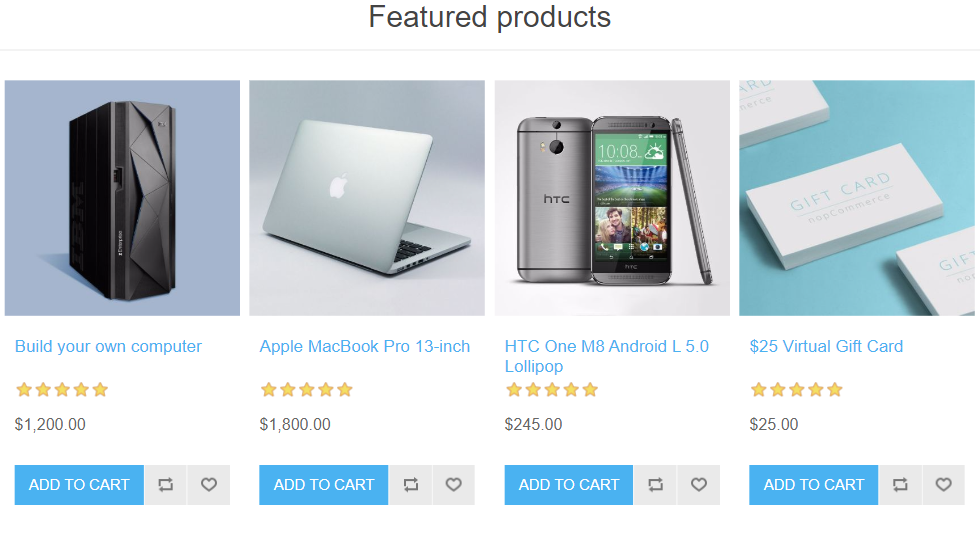 Featured products
10:08
hTC
hTC
GIFT CARD
nopCommerce
Build your own computer
Apple MacBook Pro 13-inch
HTC One M8 Android L 5.0
Lollipop
$25 Virtual Gift Card
$1,200.00
$1,800.00
$245.00
$25.00
ADD TO CART
ADD TO CART
ADD TO CART
ADD TO CART